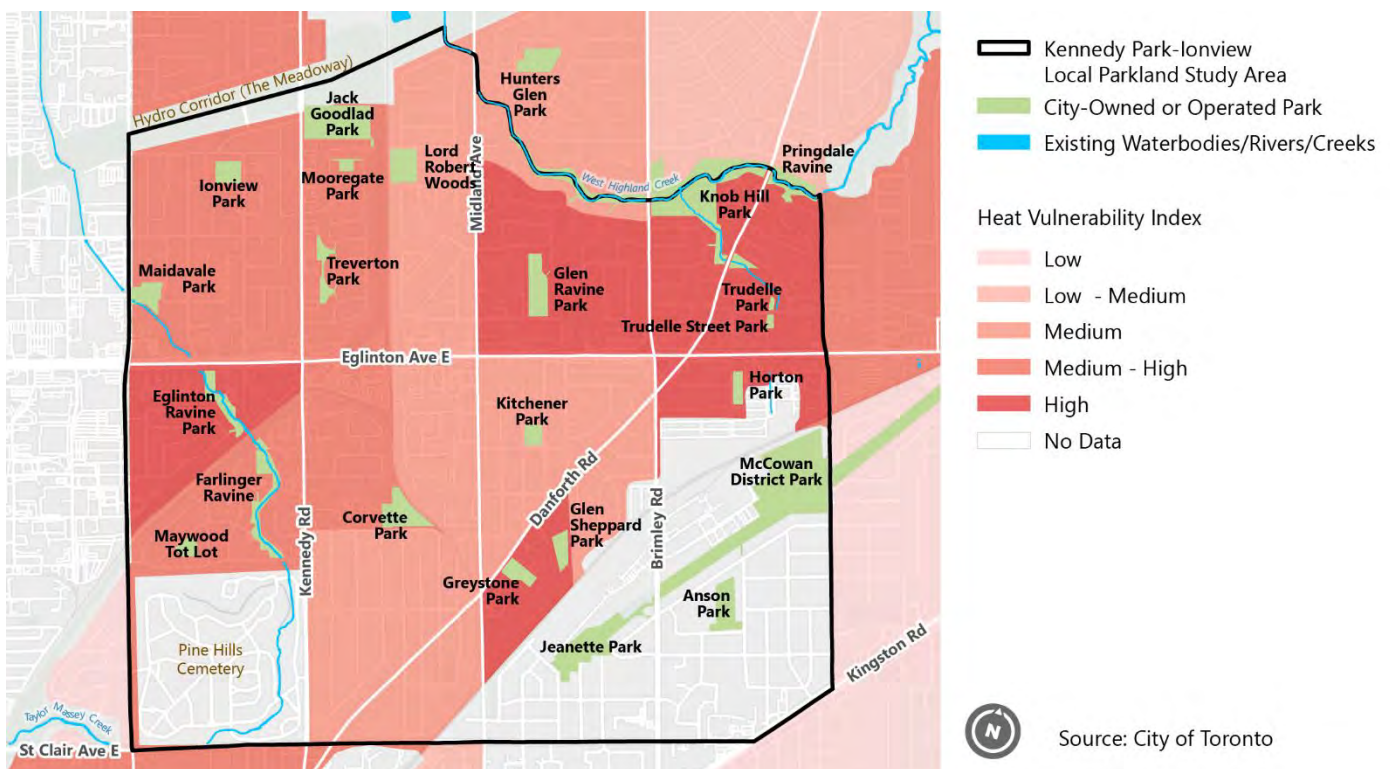 Hydro Corridor (The Meadoway)
Jack
Goodlad
Park
Hunters
Glen
Park
Ionview
Park
Mooregate
Park
Lord
Robert
Woods
Midland Ave
West Highland Creek
Pringdale
Ravine
Knob Hill
Park
Maidavale
Park
Treverton
Park
Glen
Ravine
Park
Trudelle
Park
Trudelle Street Park
Eglinton Ave E
Eglinton
Ravine
Park
Kitchener
Park
Horton
Park
Farlinger
Ravine
Maywood
Tot Lot
Kennedy Rd
Corvette
Park
Danforth Rd
Glen
Sheppard
Park
Brimley Rd
McCowan
District Park
Greystone
Park
Anson
Park
Jeanette Park
Pine Hills
Cemetery
Kingston Rd
Taylor Massey Creek
St Clair Ave E
Kennedy Park-Ionview
Local Parkland Study Area
City-Owned or Operated Park
Existing Waterbodies/Rivers/Creeks
Heat Vulnerability Index
Low
Low - Medium
Medium
Medium - High
High
No Data
N
Source: City of Toronto